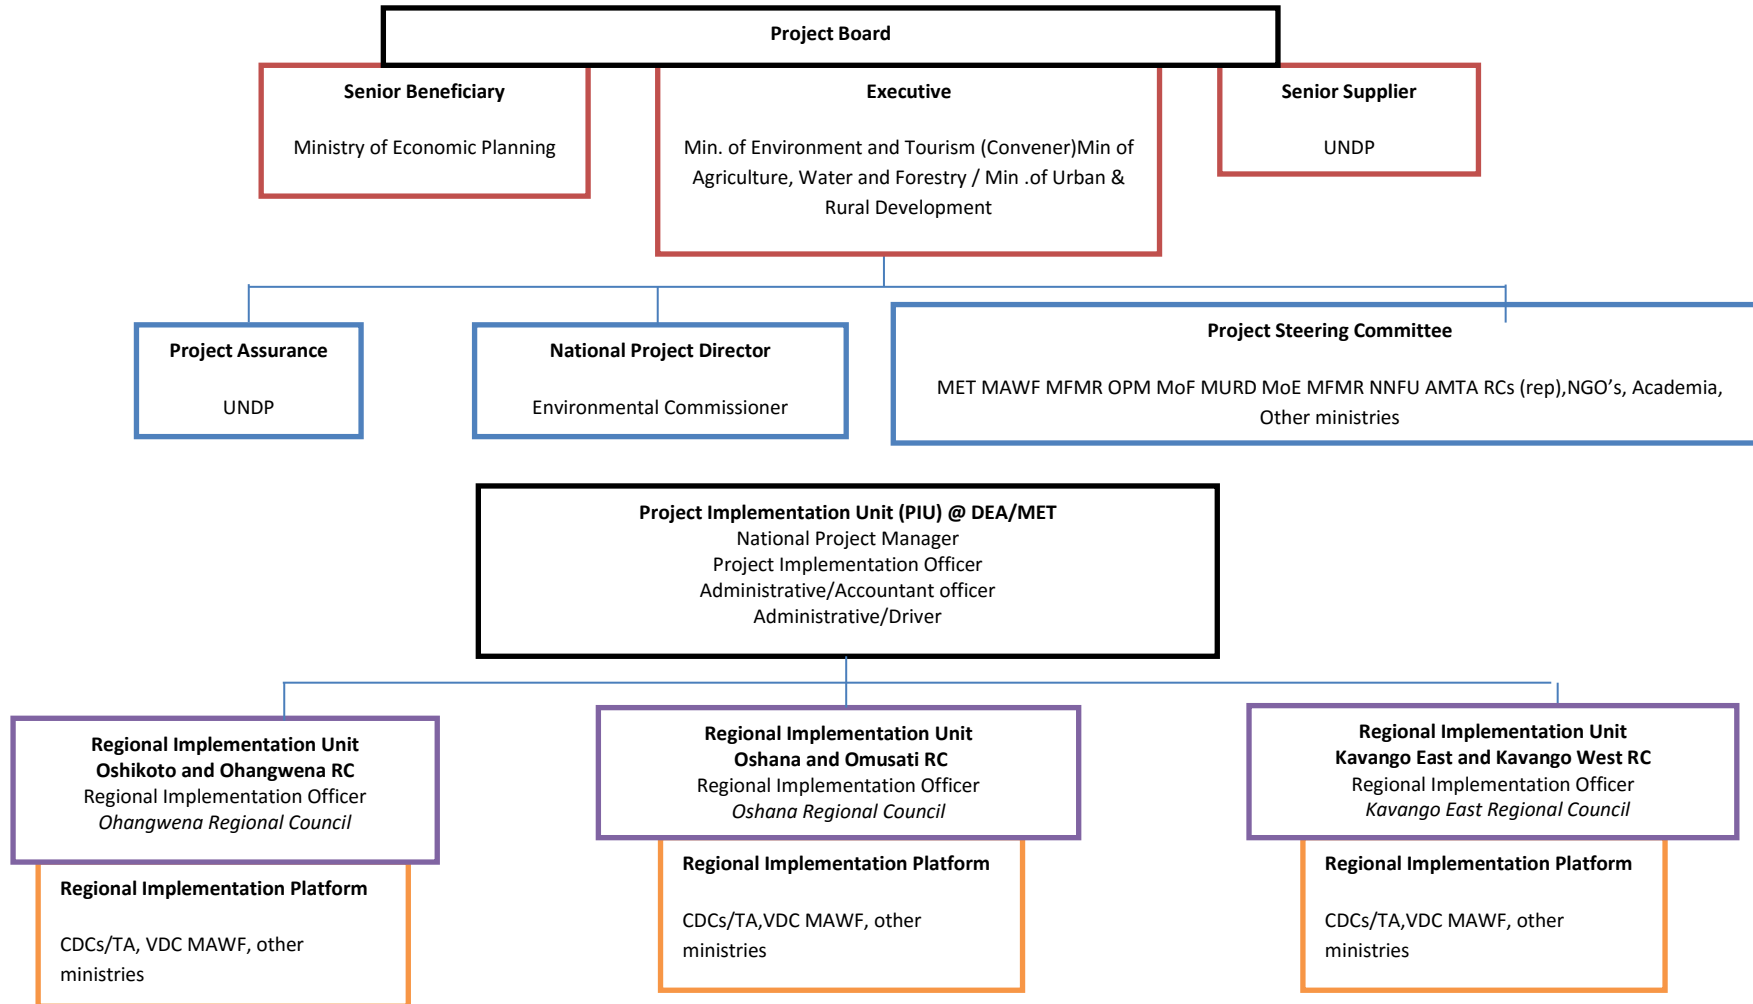 Project Board
Senior Beneficiary
Ministry of Economic Planning
Executive
Min. of Environment and Tourism (Convener)Min of
Agriculture, Water and Forestry / Min .of Urban &
Rural Development
Senior Supplier
UNDP
Project Assurance
UNDP
National Project Director
Environmental Commissioner
Project Steering Committee
MET MAWF MFMR OPM MoF MURD MoE MFMR NNFU AMTA RCs (rep),NGO’s, Academia,
Other ministries
Project Implementation Unit (PIU) @ DEA/MET
National Project Manager
Project Implementation Officer
Administrative/Accountant officer
Administrative/Driver
Regional Implementation Unit
Oshikoto and Ohangwena RC
Regional Implementation Officer
Ohangwena Regional Council
Regional Implementation Platform
CDCs/TA, VDC MAWF, other
ministries
Regional Implementation Unit
Oshana and Omusati RC
Regional Implementation Officer
Oshana Regional Council
Regional Implementation Platform
CDCs/TA,VDC MAWF, other
ministries
Regional Implementation Unit
Kavango East and Kavango West RC
Regional Implementation Officer
Kavango East Regional Council
Regional Implementation Platform
CDCs/TA,VDC MAWF, other
ministries